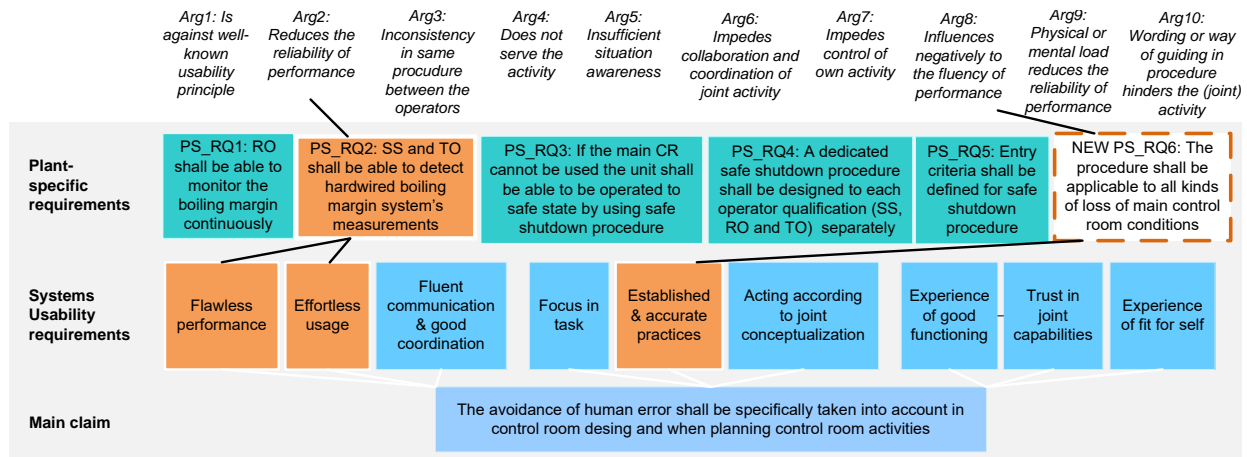 Arg1: Is
against well-
known
usability
principle
Arg2:
Reduces the
reliability of
performance
Arg3:
Inconsistency
in same
procudure
between the
operators
Arg4:
Does not
serve the
activity
Arg5:
Insufficient
situation
awareness
Arg6:
Impedes
collaboration and
coordination of
joint activity
Arg7:
Impedes
control of
own activity
Arg8:
Influences
negatively to
the fluency of
performance
Arg9:
Physical or
mental load
reduces the
reliability of
performance
Arg10:
Wording or way
of guiding in
procedure
hinders the (joint)
activity
Plant-
specific
requirements
PS_RQ1: RO
shall be able to
monitor the
boiling margin
continuously
PS_RQ2: SS and TO
shall be able to detect
hardwired boiling
margin system's
measurements
PS_RQ3: If the main CR
cannot be used the unit shall
be able to be operated to
safe state by using safe
shutdown procedure
PS_RQ4: A dedicated
safe shutdown procedure
shall be designed to each
operator qualification (SS,
RO and TO) separately
PS_RQ5: Entry
criteria shall be
defined for safe
shutdown
procedure
NEW PS_RQ6: The
procedure shall be
applicable to all kinds
of loss of main control
room conditions
Systems
Usability
requirements
Flawless
performance
Effortless
usage
Fluent
communication
& good
coordination
Focus in
task
Established
& accurate
practices
Acting according
to joint
conceptualization
Experience
of good
functioning
Trust in
joint
capabilities
Experience
of fit for self
Main claim
The avoidance of human error shall be specifically taken into account in
control room desing and when planning control room activities